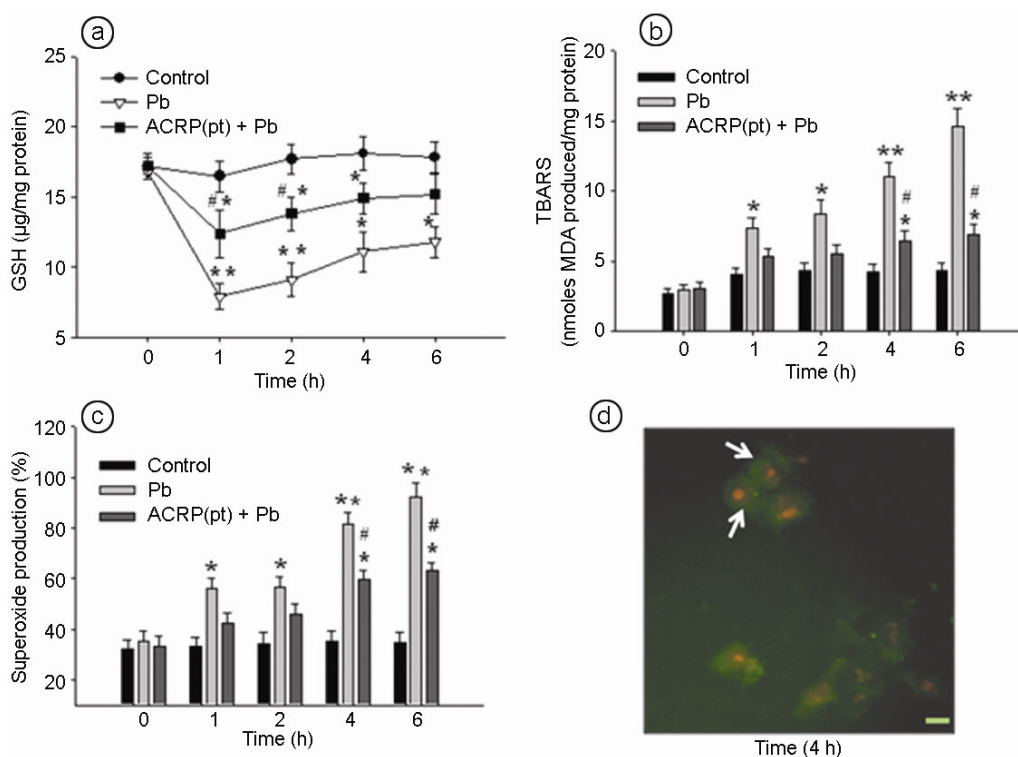 a
25
20
15
10
5
GSH (µg/mg protein)
Control
Pb
ACRP(pt) + Pb
# *
# *
*
* *
* *
*
*
0 1 2 4 6
Time (h)
b
20
15
10
5
0
TBARS
(nmoles MDA produced/mg protein)
Control
Pb
ACRP(pt) + Pb
*
*
**
#
*
**
#
*
0 1 2 4 6
Time (h)
c
120
100
80
60
40
20
Superoxide production (%)
Control
Pb
ACRP(pt) + Pb
*
*
**
#
*
**
#
*
0 1 2 4 6
Time (h)
d
Time (4 h)